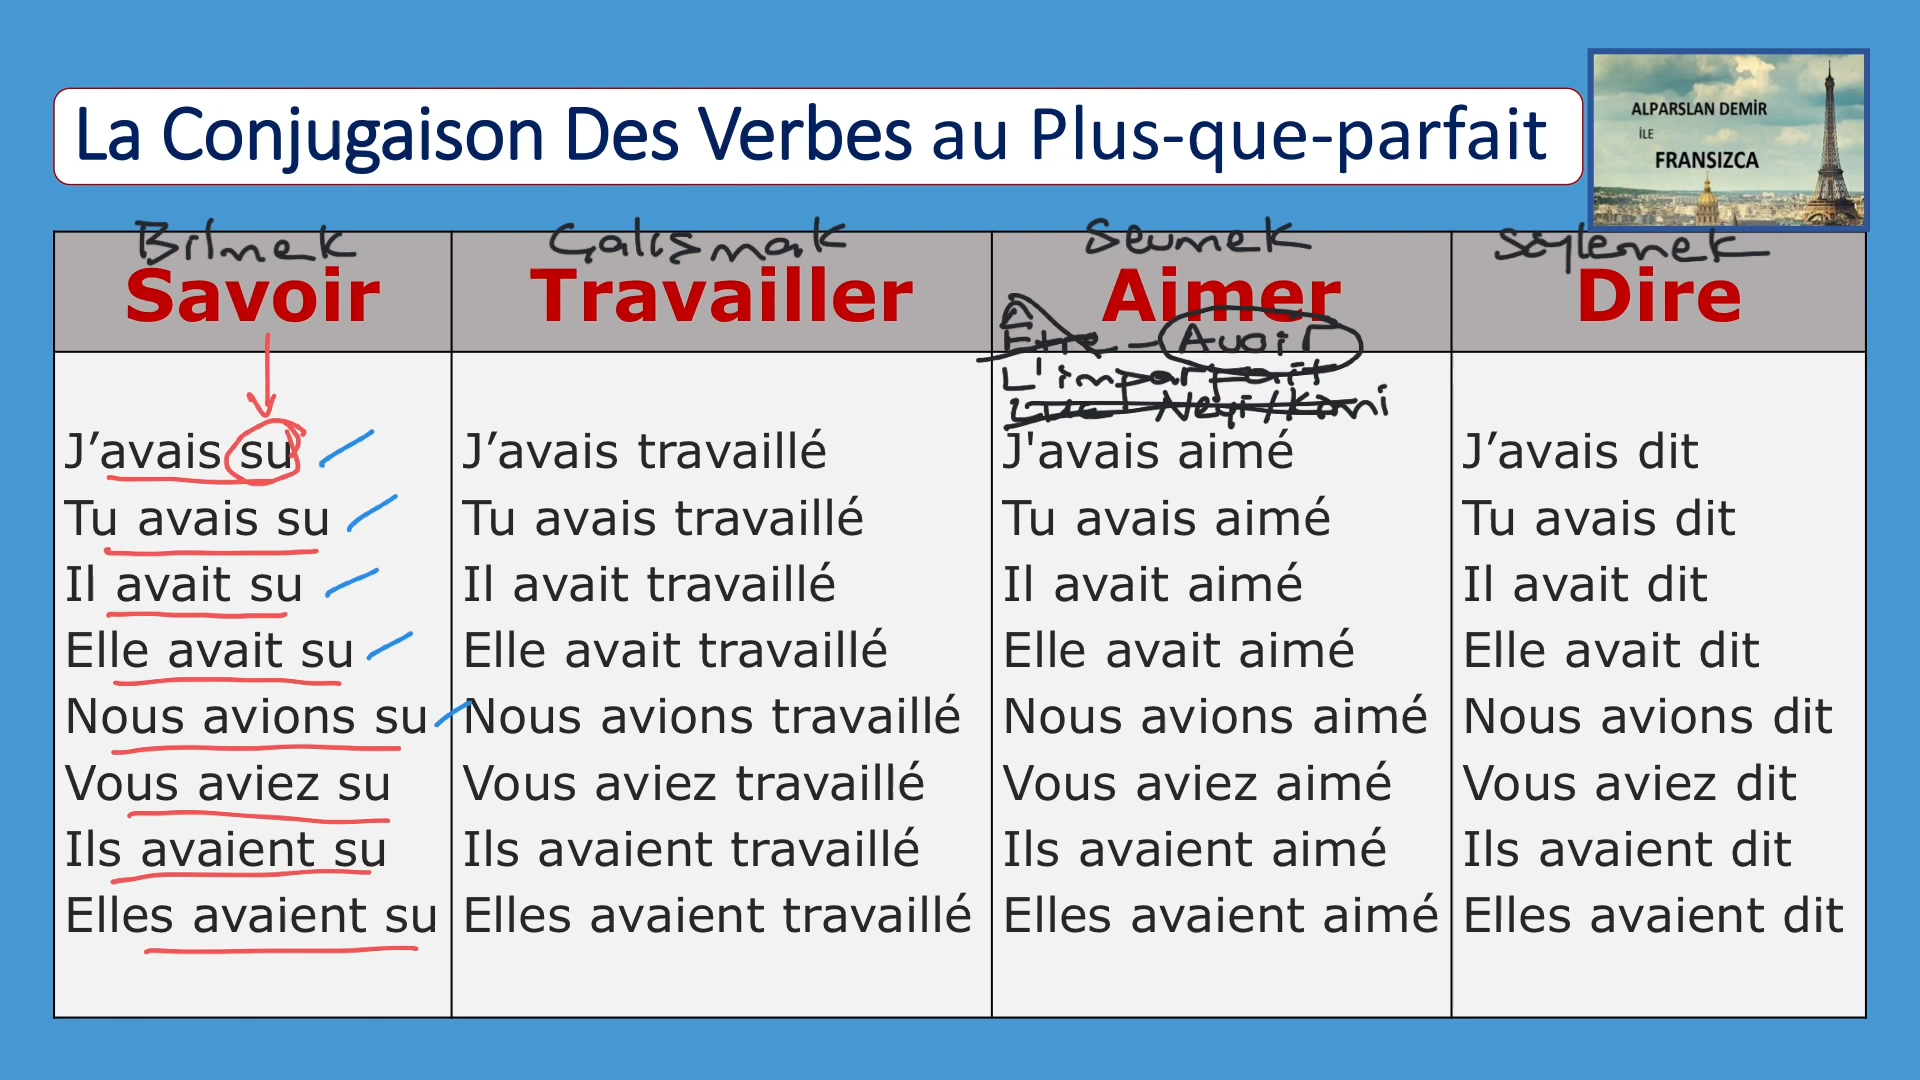 La Conjugaison Des Verbes au Plus-que-parfait
ALPARSLAN DEMİR
İLE
FRANSIZCA
Bilmek
Savoir
J’avais su
Tu avais su
Il avait su
Elle avait su
Nous avions su
Vous aviez su
Ils avaient su
Elles avaient su
Çalışmak
Travailler
J’avais travaillé
Tu avais travaillé
Il avait travaillé
Elle avait travaillé
Nous avions travaillé
Vous aviez travaillé
Ils avaient travaillé
Elles avaient travaillé
Sevmek
Aimer
Être - Avoir
L'imparfait
Neyi/Kimi
J'avais aimé
Tu avais aimé
Il avait aimé
Elle avait aimé
Nous avions aimé
Vous aviez aimé
Ils avaient aimé
Elles avaient aimé
Söylemek
Dire
J’avais dit
Tu avais dit
Il avait dit
Elle avait dit
Nous avions dit
Vous aviez dit
Ils avaient dit
Elles avaient dit